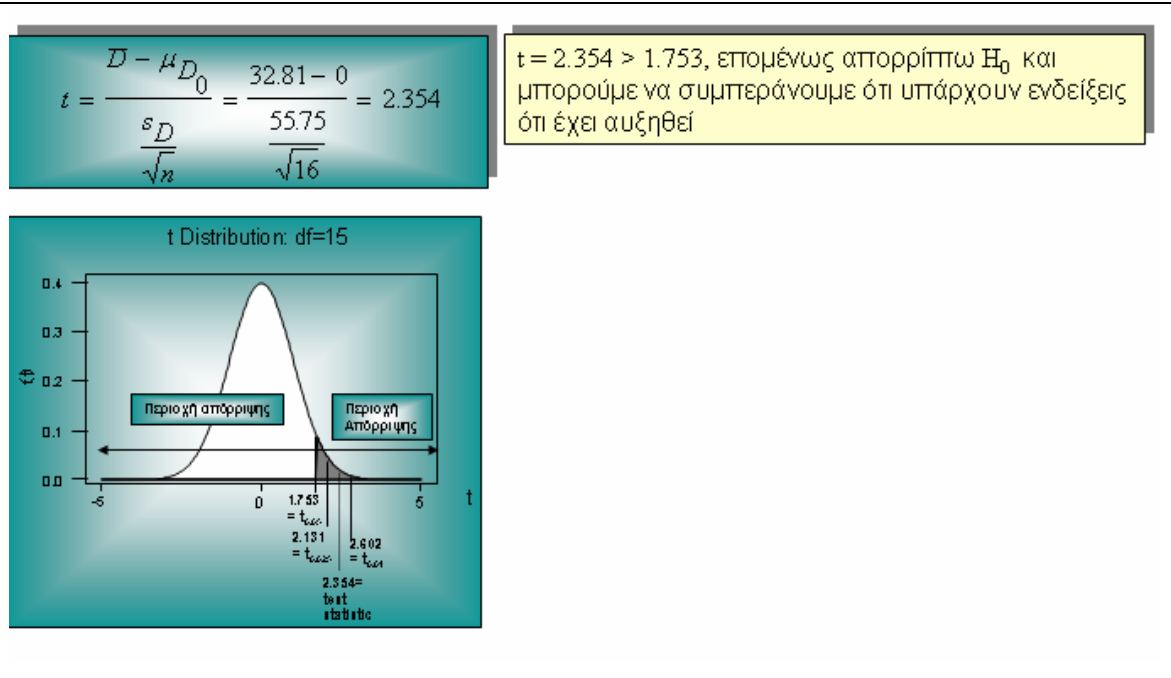 t = (D̅ − μ_D₀) / (s_D / √n) = (32.81 − 0) / (55.75 / √16) = 2.354
t = 2.354 > 1.753, επομένως απορρίπτω H₀ και
μπορούμε να συμπεράνουμε ότι υπάρχουν ενδείξεις
ότι έχει αυξηθεί
t Distribution: df=15
0.4
0.3
0.2
0.1
0.0
Περιοχή απόρριψης
Περιοχή
Απόρριψης
-5 0 5 t
1.753
2.131
2.602
2.354=
test
statistic